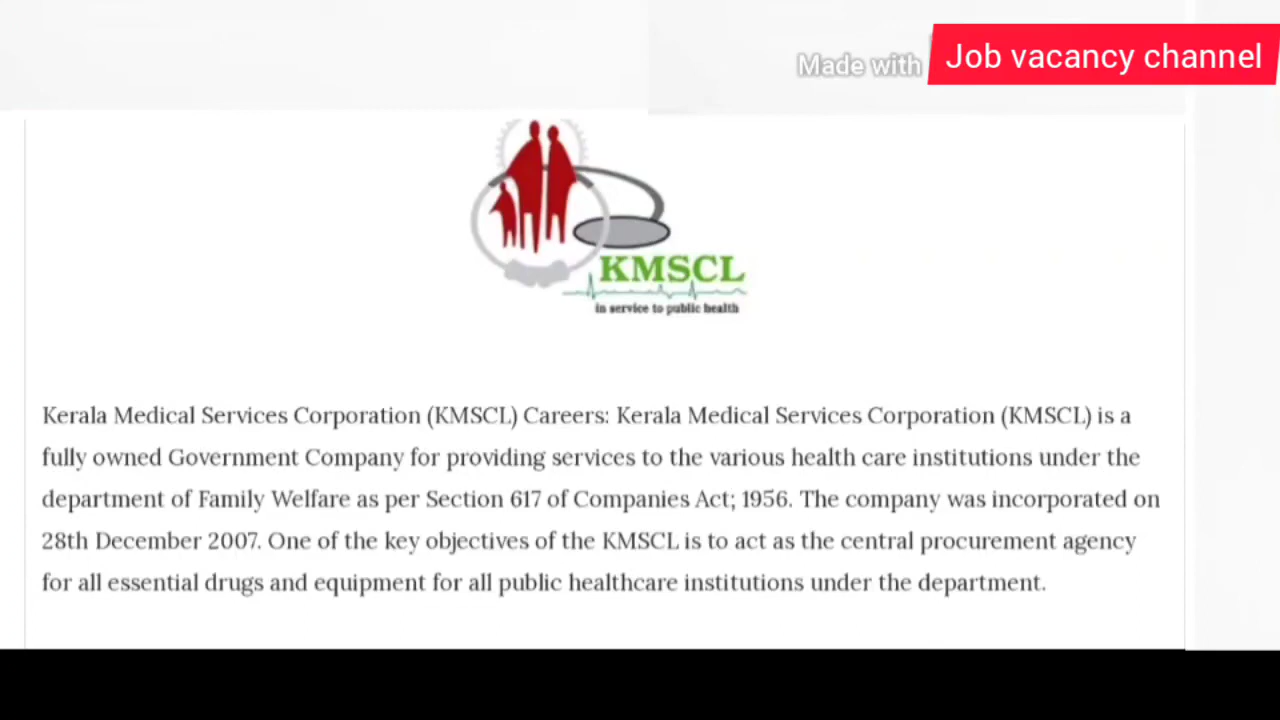 Made with
Job vacancy channel
KMSCL
in service to public health
Kerala Medical Services Corporation (KMSCL) Careers: Kerala Medical Services Corporation (KMSCL) is a
fully owned Government Company for providing services to the various health care institutions under the
department of Family Welfare as per Section 617 of Companies Act; 1956. The company was incorporated on
28th December 2007. One of the key objectives of the KMSCL is to act as the central procurement agency
for all essential drugs and equipment for all public healthcare institutions under the department.